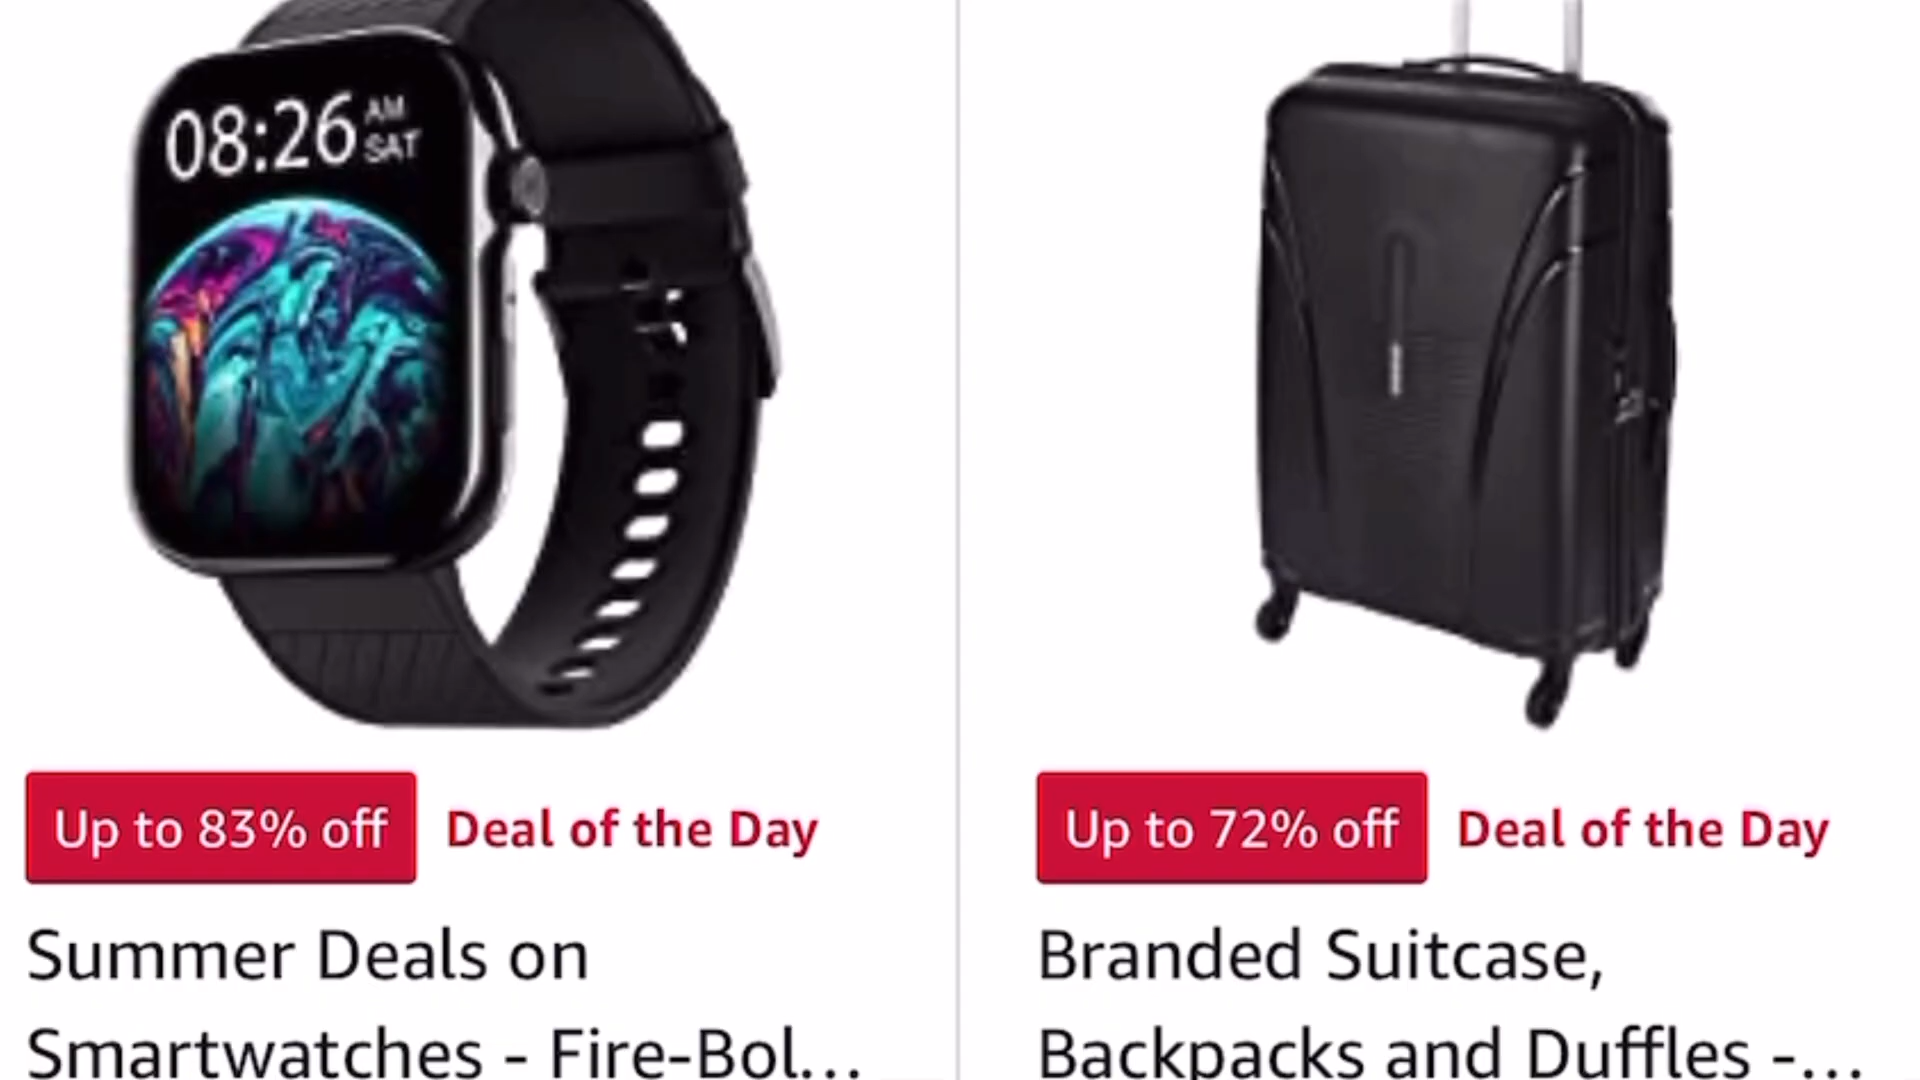 08:26 AM
SAT
Up to 83% off Deal of the Day
Summer Deals on
Smartwatches - Fire-Bol...
Up to 72% off Deal of the Day
Branded Suitcase,
Backpacks and Duffles -...